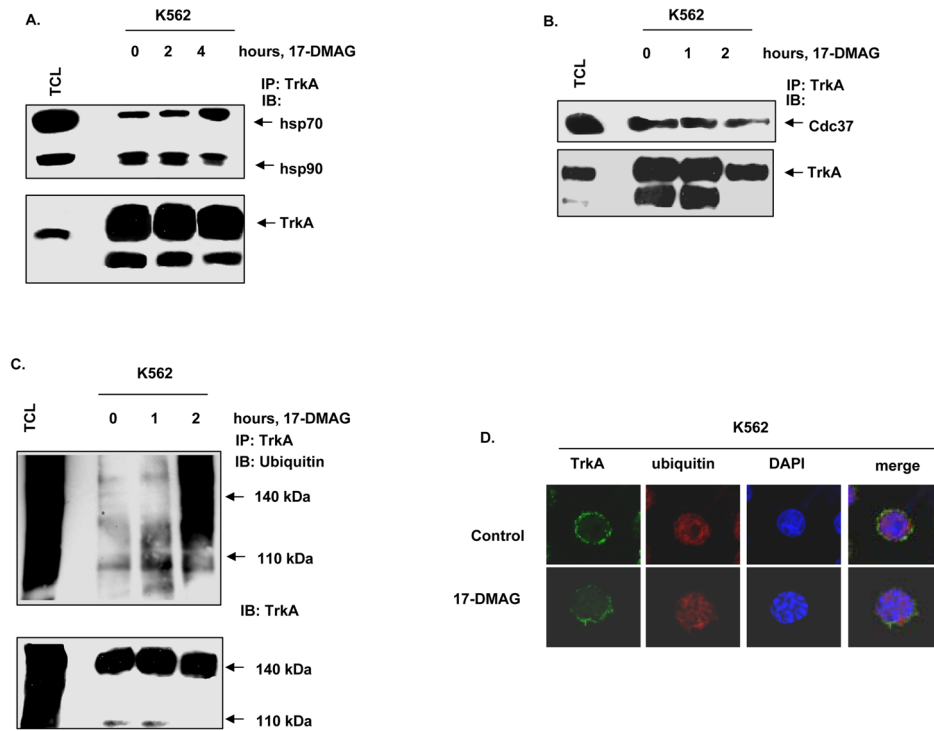 A.
K562
0 2 4 hours, 17-DMAG
TCL
IP: TrkA
IB:
hsp70
hsp90
TrkA
B.
K562
0 1 2 hours, 17-DMAG
TCL
IP: TrkA
IB:
Cdc37
TrkA
C.
K562
TCL
0 1 2 hours, 17-DMAG
IP: TrkA
IB: Ubiquitin
140 kDa
110 kDa
IB: TrkA
140 kDa
110 kDa
D.
K562
TrkA ubiquitin DAPI merge
Control
17-DMAG